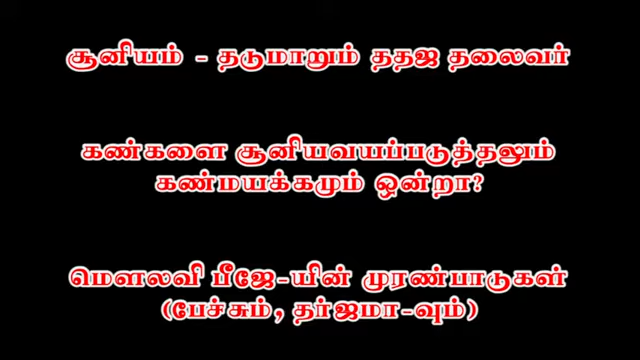 சூனியம் - தடுமாறும் ததஜ தலைவர்
கண்களை சூனியவயப்படுத்தலும்
கண்மயக்கமும் ஒன்றா?
மௌலவி பீஜே-யின் முரண்பாடுகள்
(பேச்சும், தர்ஜமா-வும்)